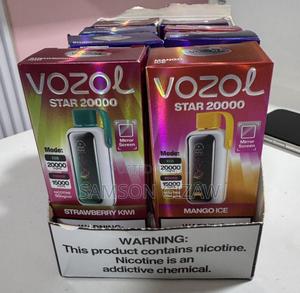 VOZOL
STAR 20000
Mirror
Screen
Mode:
20000
15000
STRAWBERRY KIWI
VOZOL
STAR 20000
Mirror
Screen
Mode:
20000
15000
MANGO ICE
SAMSON
WARNING:
This product contains nicotine.
Nicotine is an
addictive chemical.